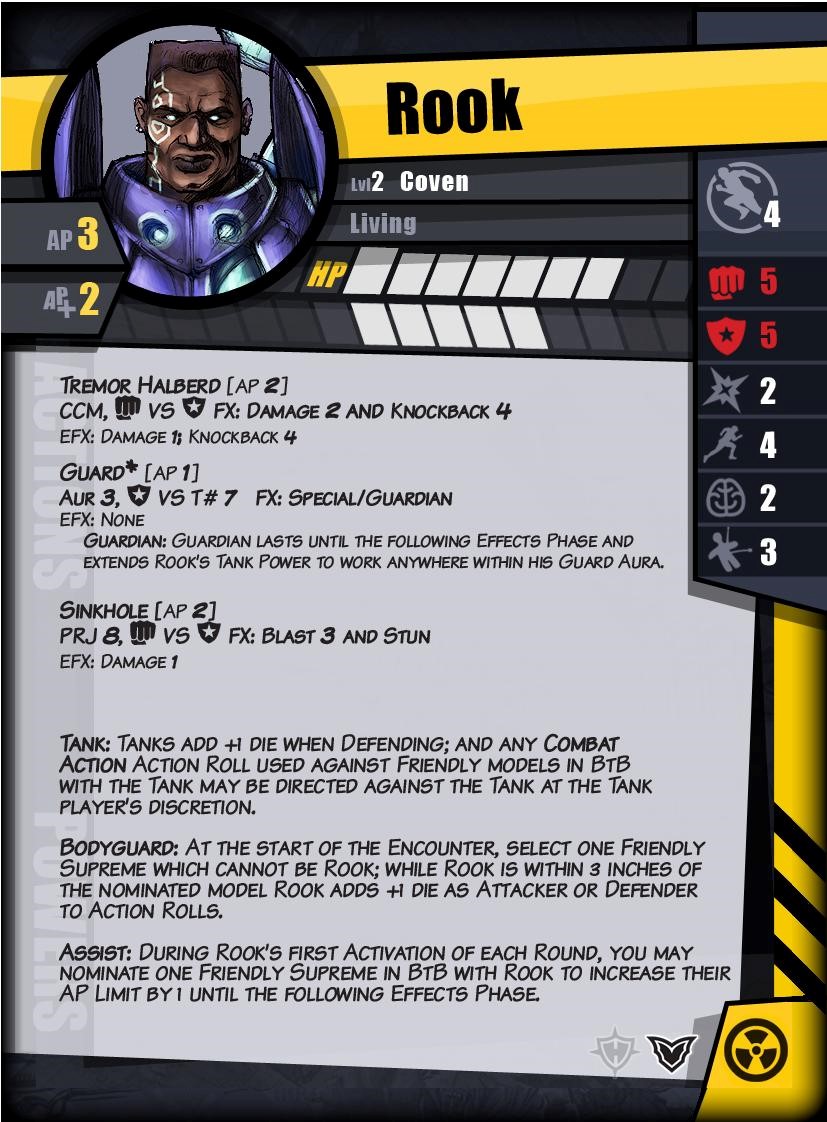 Rook
Lvl2 Coven
Living
AP 3
AP+ 2
HP
4
5
5
2
4
2
3
ACTIONS
TREMOR HALBERD [AP 2]
CCM, VS FX: DAMAGE 2 AND KNOCKBACK 4
EFX: DAMAGE 1; KNOCKBACK 4
GUARD* [AP 1]
AUR 3, VS T# 7 FX: SPECIAL/GUARDIAN
EFX: NONE
GUARDIAN: GUARDIAN LASTS UNTIL THE FOLLOWING EFFECTS PHASE AND
EXTENDS ROOK'S TANK POWER TO WORK ANYWHERE WITHIN HIS GUARD AURA.
SINKHOLE [AP 2]
PRJ 8, VS FX: BLAST 3 AND STUN
EFX: DAMAGE 1
POWERS
TANK: TANKS ADD +1 DIE WHEN DEFENDING; AND ANY COMBAT
ACTION ACTION ROLL USED AGAINST FRIENDLY MODELS IN BTB
WITH THE TANK MAY BE DIRECTED AGAINST THE TANK AT THE TANK
PLAYER'S DISCRETION.
BODYGUARD: AT THE START OF THE ENCOUNTER, SELECT ONE FRIENDLY
SUPREME WHICH CANNOT BE ROOK; WHILE ROOK IS WITHIN 3 INCHES OF
THE NOMINATED MODEL ROOK ADDS +1 DIE AS ATTACKER OR DEFENDER
TO ACTION ROLLS.
ASSIST: DURING ROOK'S FIRST ACTIVATION OF EACH ROUND, YOU MAY
NOMINATE ONE FRIENDLY SUPREME IN BTB WITH ROOK TO INCREASE THEIR
AP LIMIT BY 1 UNTIL THE FOLLOWING EFFECTS PHASE.